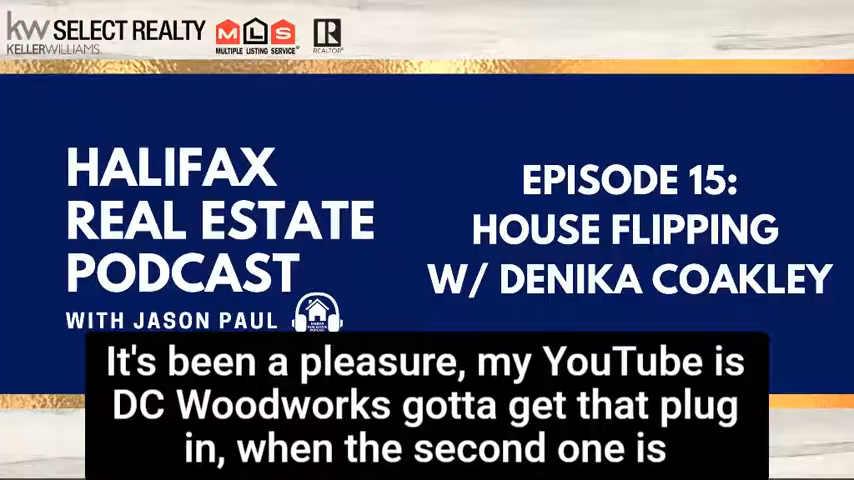 kw SELECT REALTY
KELLERWILLIAMS.
MLS
MULTIPLE LISTING SERVICE®
R
REALTOR®
HALIFAX
REAL ESTATE
PODCAST
WITH JASON PAUL
EPISODE 15:
HOUSE FLIPPING
W/ DENIKA COAKLEY
It's been a pleasure, my YouTube is
DC Woodworks gotta get that plug
in, when the second one is